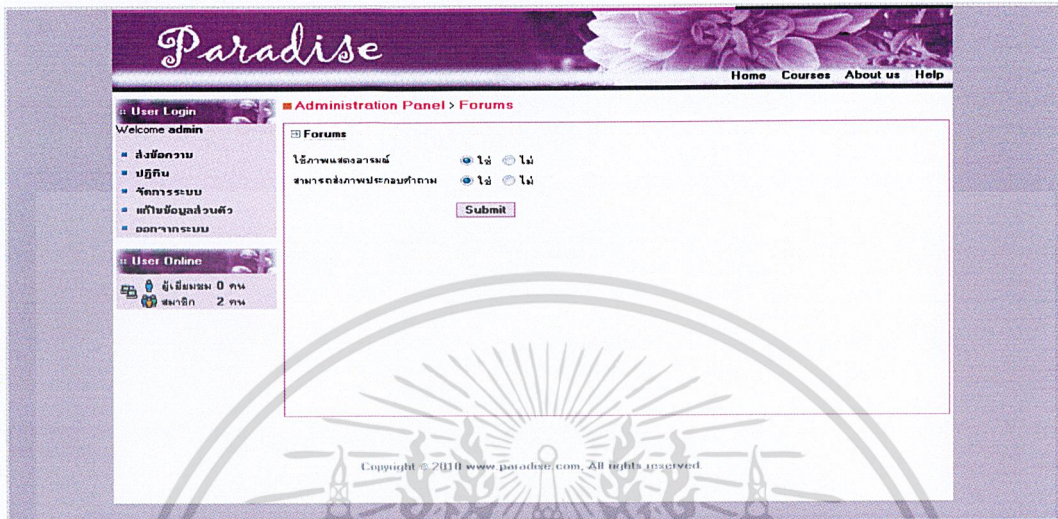 Paradise
Home Courses About us Help
:: User Login
Welcome admin
ส่งข้อความ
ปฏิทิน
จัดการระบบ
แก้ไขข้อมูลส่วนตัว
ออกจากระบบ
:: User Online
ผู้เยี่ยมชม 0 คน
สมาชิก 2 คน
Administration Panel > Forums
Forums
ใช้ภาพแสดงอารมณ์ ใช่ ไม่
สามารถส่งภาพประกอบคำถาม ใช่ ไม่
Submit
Copyright © 2010 www.paradise.com, All rights reserved.